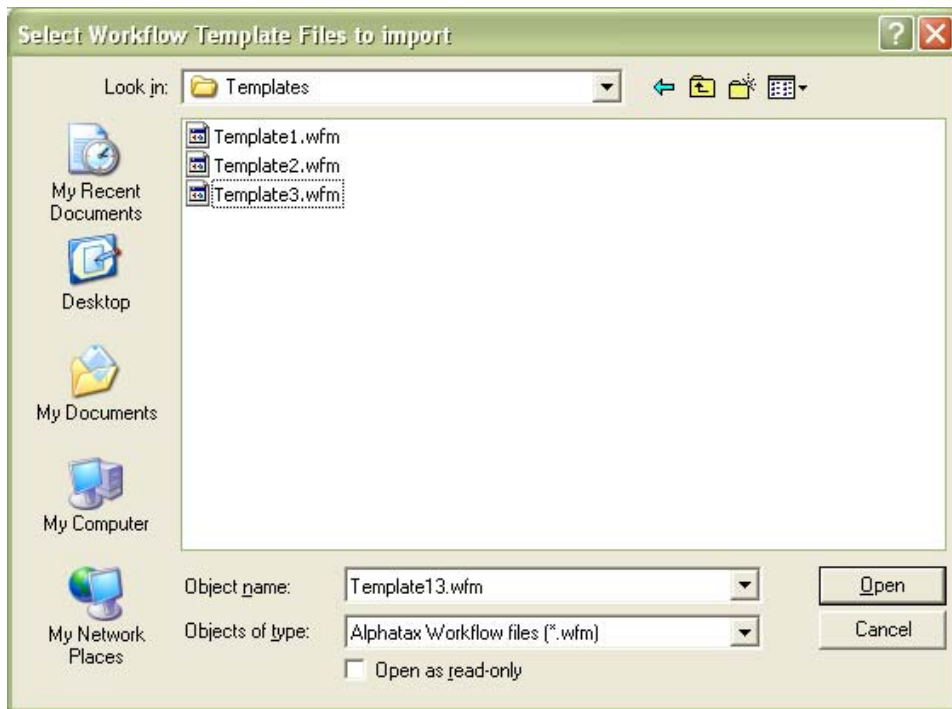 Select Workflow Template Files to import
Look in: Templates
Template1.wfm
Template2.wfm
Template3.wfm
My Recent
Documents
Desktop
My Documents
My Computer
My Network
Places
Object name: Template13.wfm Open
Objects of type: Alphatax Workflow files (*.wfm) Cancel
Open as read-only